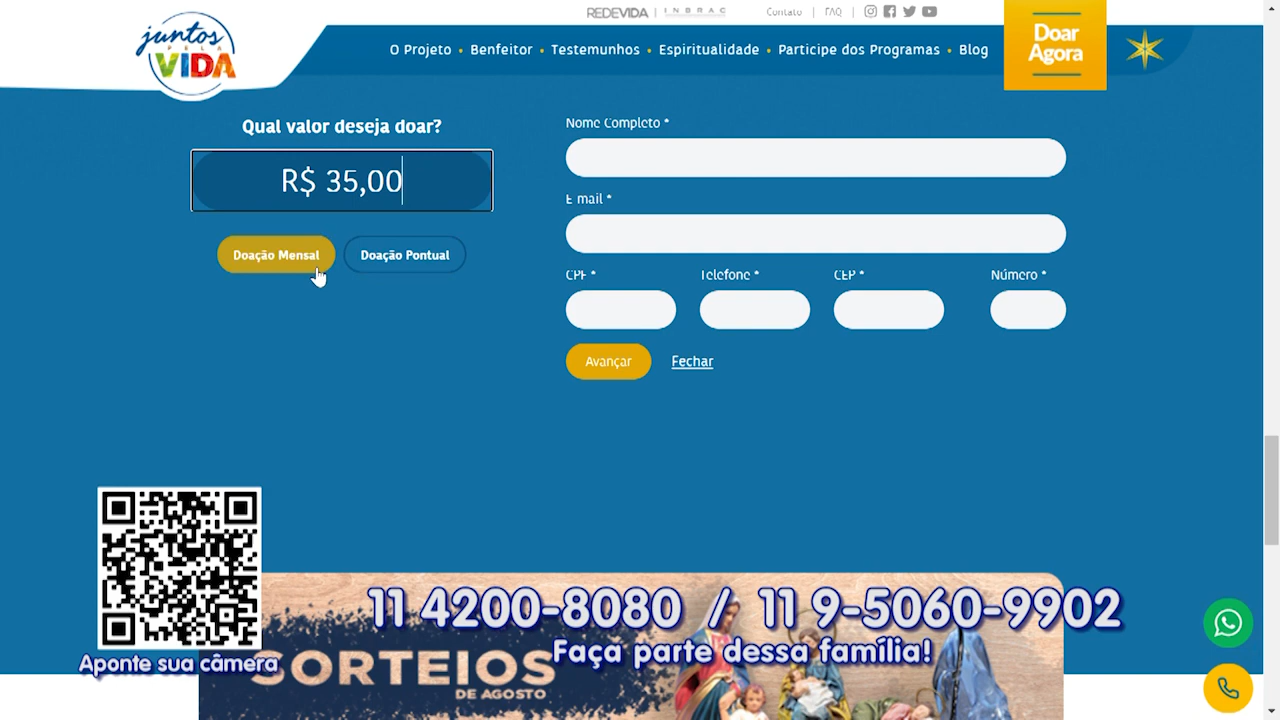 REDEVIDA | INBRAC
Contato | FAQ |
juntos
PELA
VIDA
O Projeto • Benfeitor • Testemunhos • Espiritualidade • Participe dos Programas • Blog
Doar
Agora
Qual valor deseja doar?
R$ 35,00
Doação Mensal
Doação Pontual
Nome Completo *
E-mail *
CPF *
Telefone *
CEP *
Número *
Avançar
Fechar
11 4200-8080 / 11 9-5060-9902
Faça parte dessa família!
Aponte sua câmera
SORTEIOS
DE AGOSTO